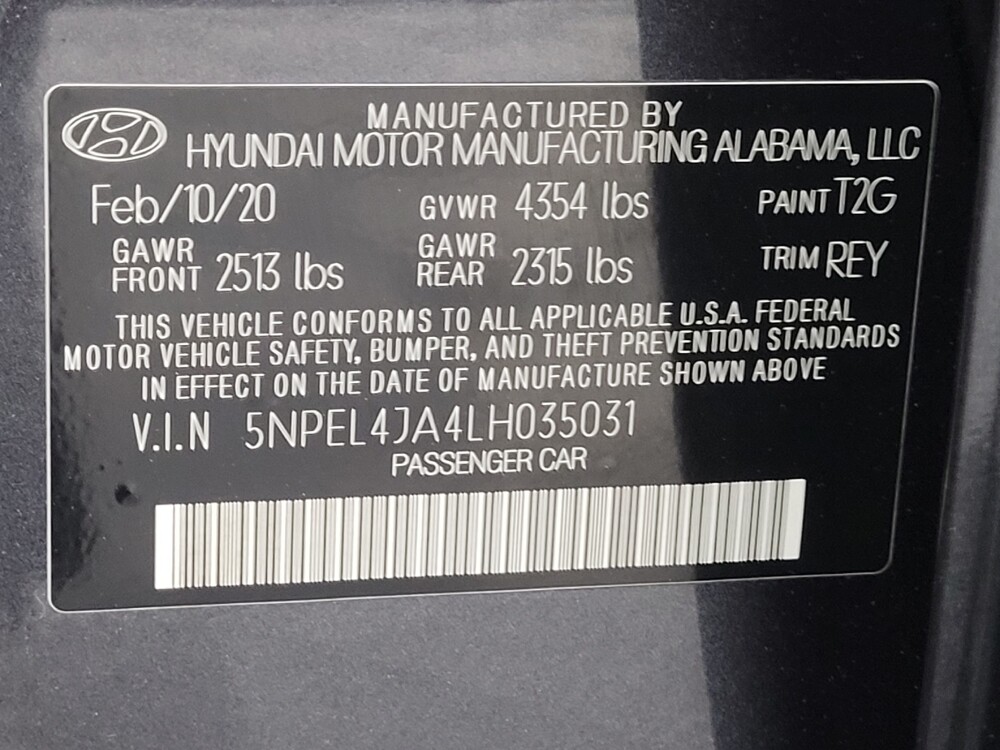 MANUFACTURED BY
HYUNDAI MOTOR MANUFACTURING ALABAMA, LLC
Feb/10/20 GVWR 4354 lbs PAINT T2G
GAWR FRONT 2513 lbs GAWR REAR 2315 lbs TRIM REY
THIS VEHICLE CONFORMS TO ALL APPLICABLE U.S.A. FEDERAL
MOTOR VEHICLE SAFETY, BUMPER, AND THEFT PREVENTION STANDARDS
IN EFFECT ON THE DATE OF MANUFACTURE SHOWN ABOVE
V.I.N 5NPEL4JA4LH035031
PASSENGER CAR